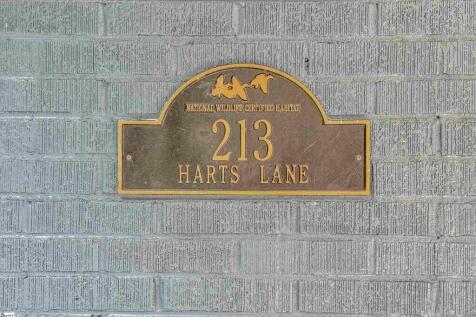 NATIONAL WILDLIFE CERTIFIED HABITAT
213
HARTS LANE